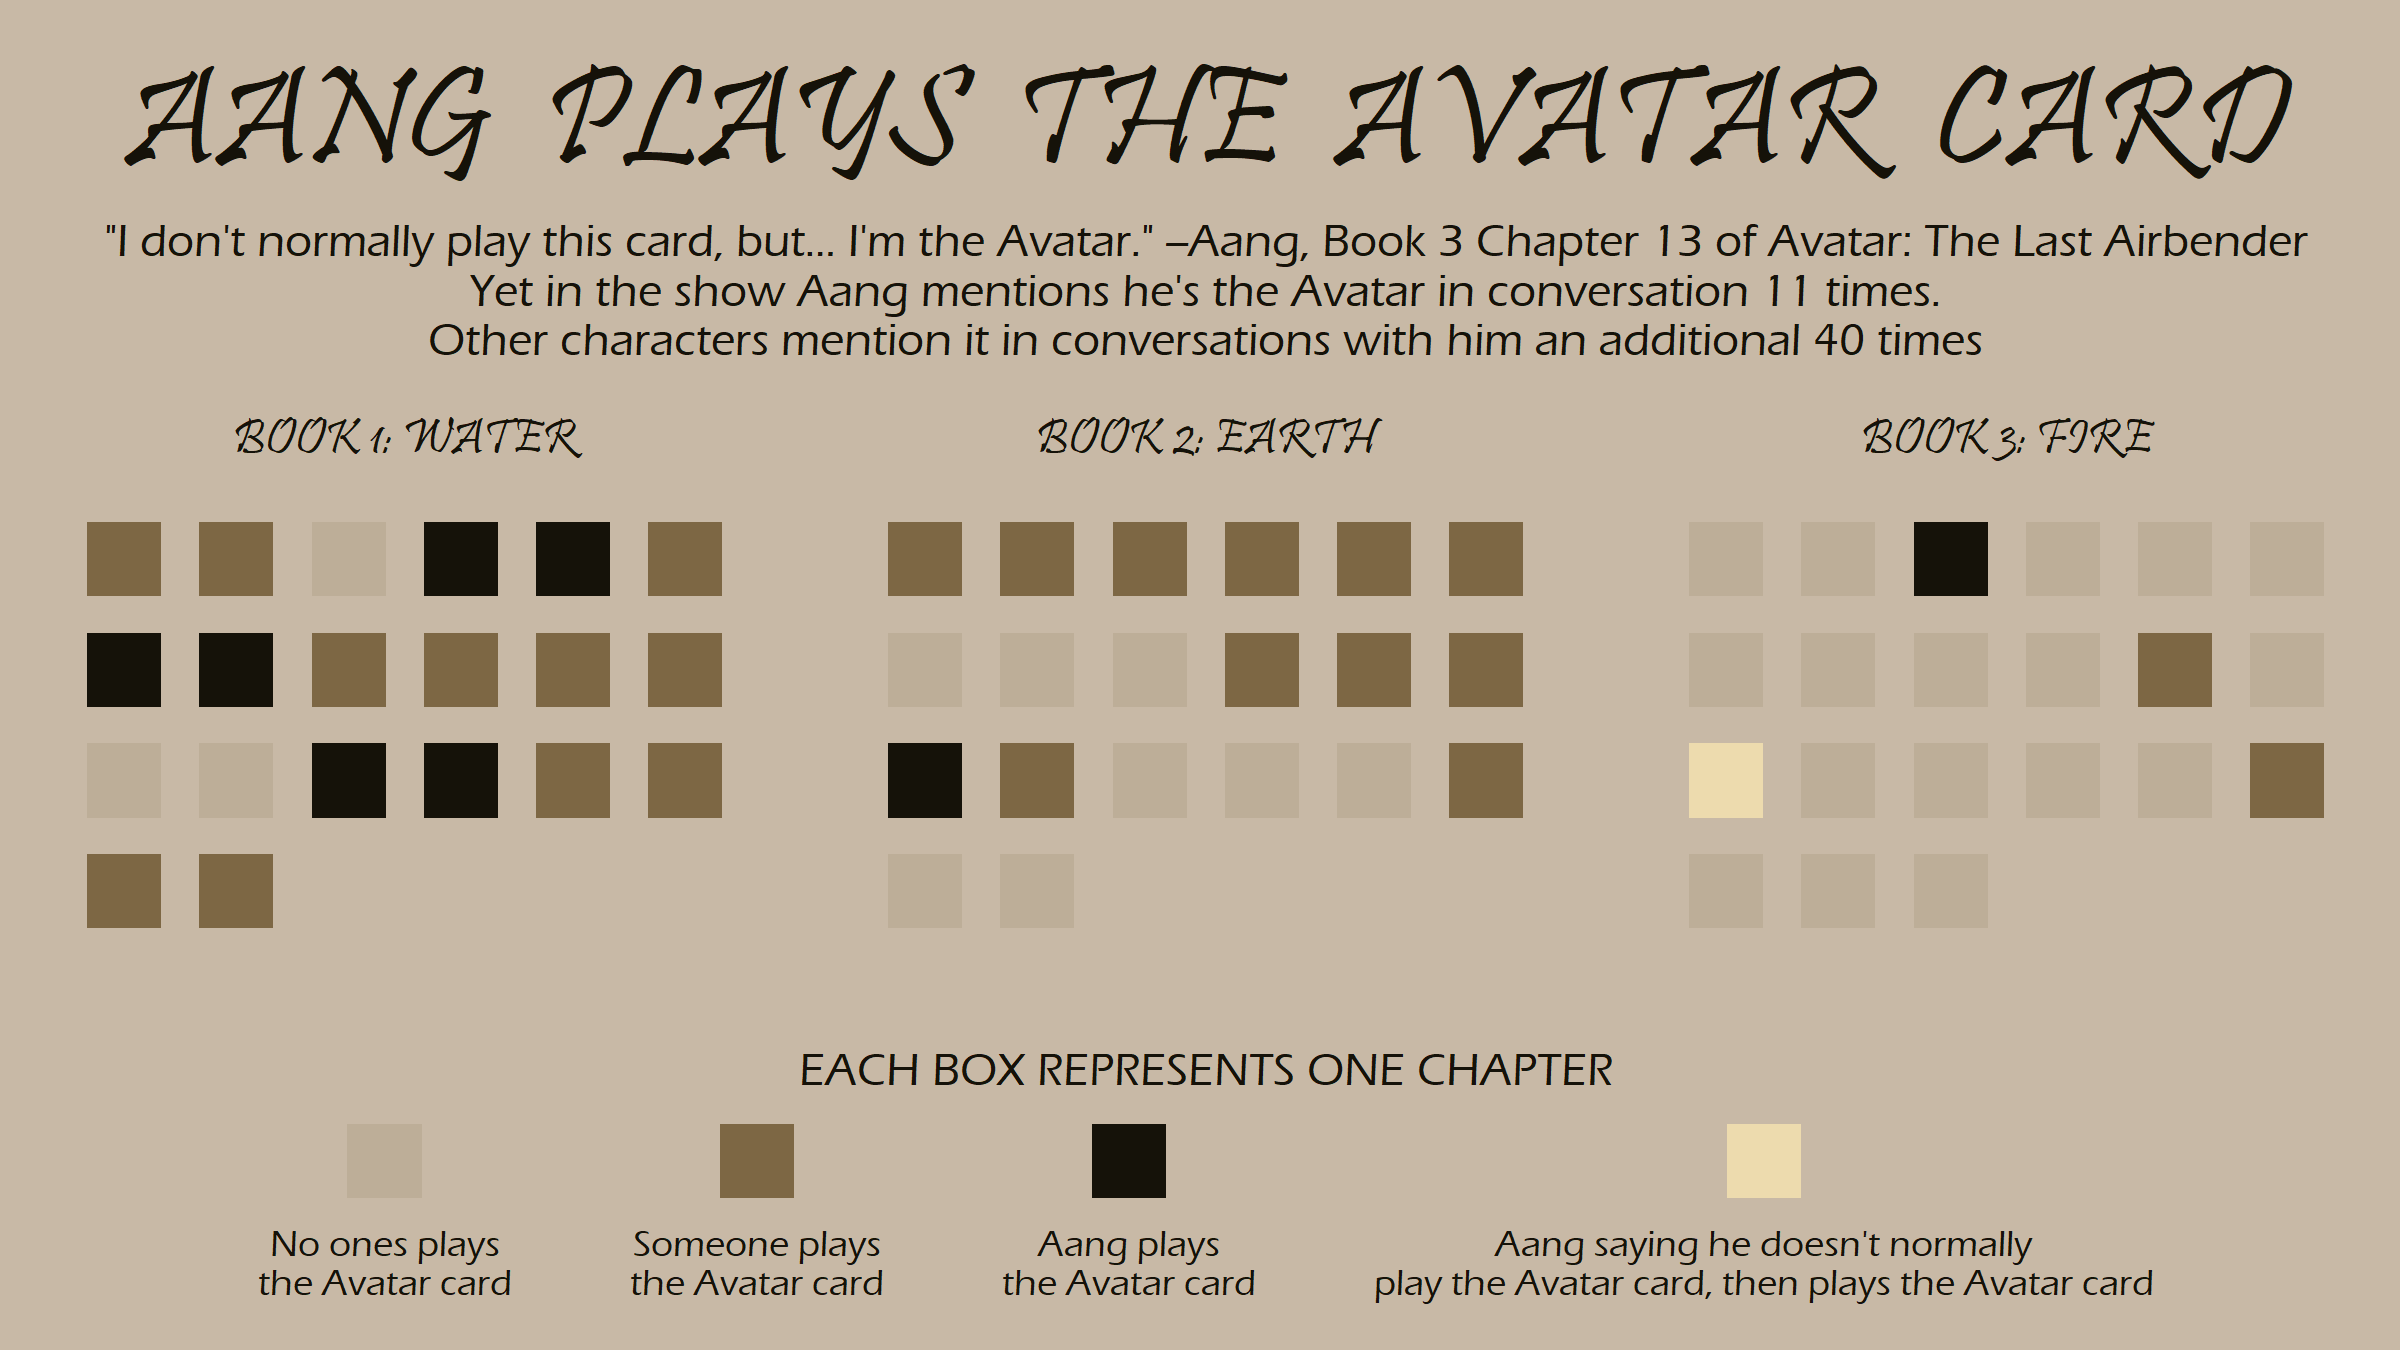 AANG PLAYS THE AVATAR CARD
"I don't normally play this card, but... I'm the Avatar." –Aang, Book 3 Chapter 13 of Avatar: The Last Airbender
Yet in the show Aang mentions he's the Avatar in conversation 11 times.
Other characters mention it in conversations with him an additional 40 times
BOOK 1: WATER
BOOK 2: EARTH
BOOK 3: FIRE
EACH BOX REPRESENTS ONE CHAPTER
No ones plays
the Avatar card
Someone plays
the Avatar card
Aang plays
the Avatar card
Aang saying he doesn't normally
play the Avatar card, then plays the Avatar card